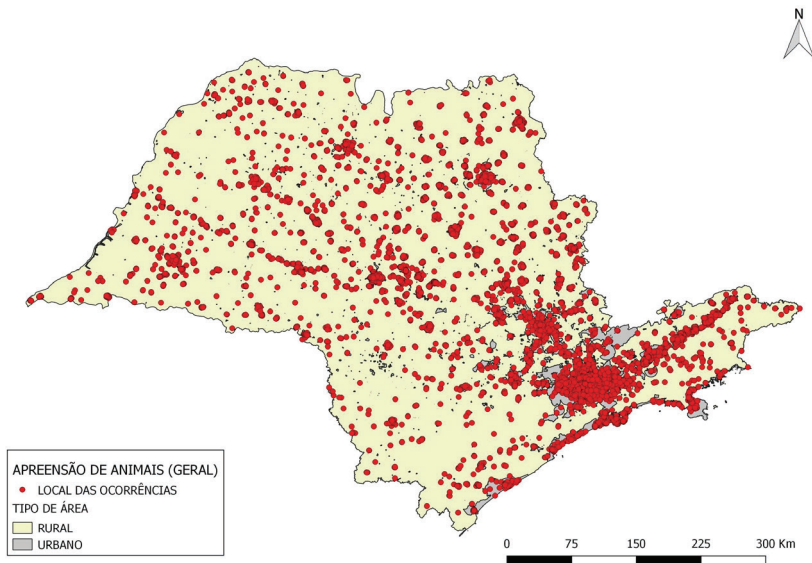 N
APREENSÃO DE ANIMAIS (GERAL)
LOCAL DAS OCORRÊNCIAS
TIPO DE ÁREA
RURAL
URBANO
0 75 150 225 300 Km